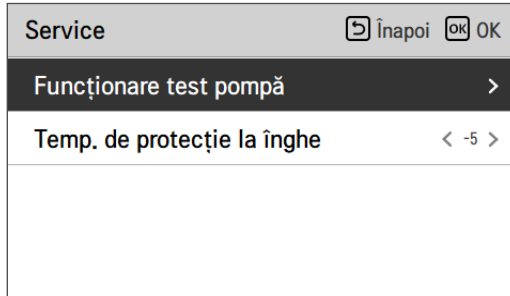 Service Înapoi OK OK
Funcționare test pompă >
Temp. de protecție la înghe < -5 >